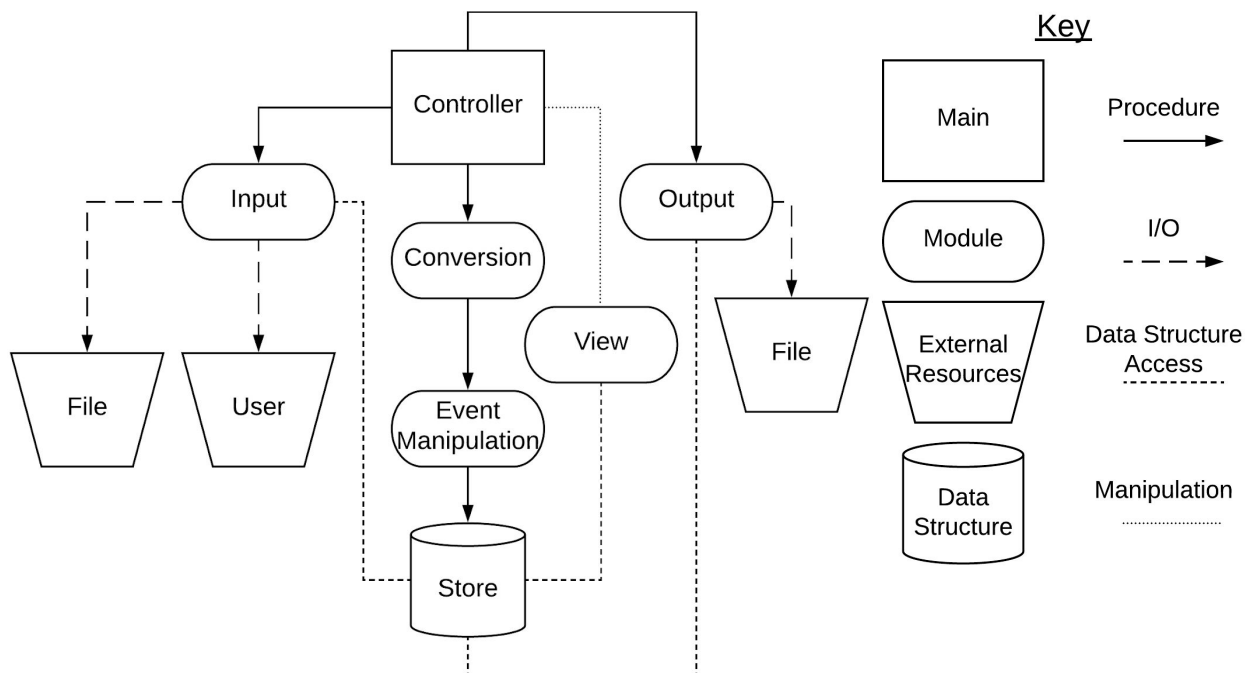 Key
Controller
Main
Procedure
Input
Output
Module
I/O
Conversion
View
File
User
File
External
Resources
Data Structure
Access
Event
Manipulation
Store
Data
Structure
Manipulation